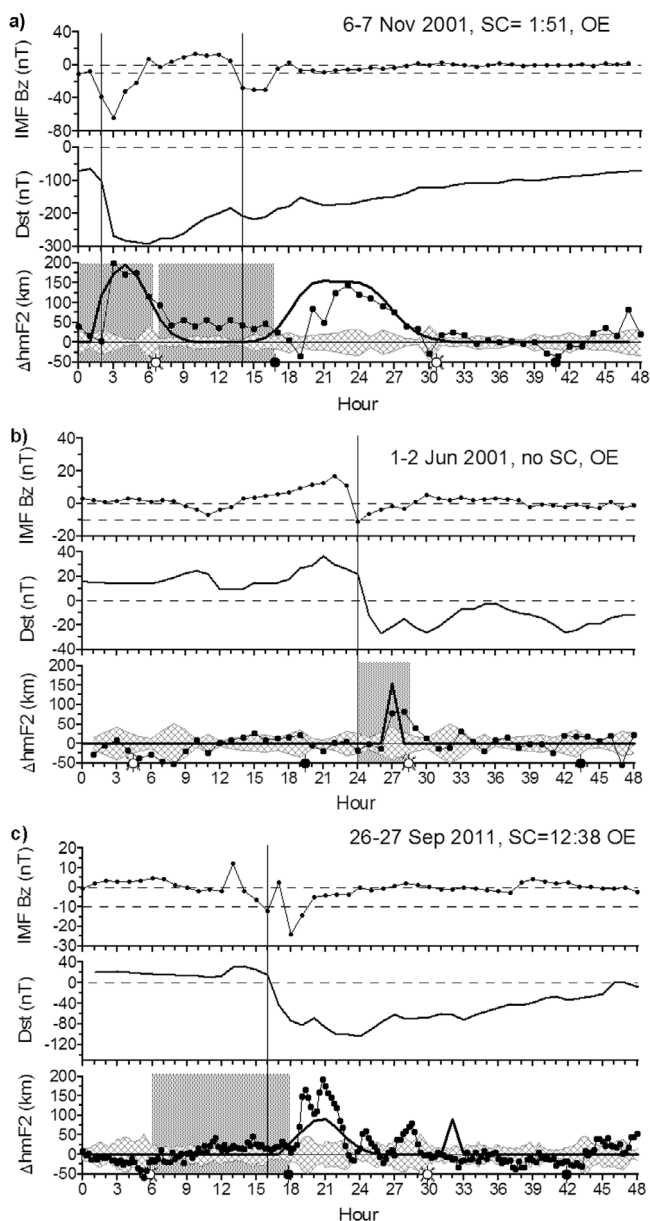 a)
6-7 Nov 2001, SC= 1:51, OE
IMF Bz (nT)
40
0
-40
-80
Dst (nT)
0
-100
-200
-300
ΔhmF2 (km)
200
150
100
50
0
-50
0 3 6 9 12 15 18 21 24 27 30 33 36 39 42 45 48
Hour
b)
1-2 Jun 2001, no SC, OE
IMF Bz (nT)
40
20
0
-20
Dst (nT)
40
20
0
-20
-40
ΔhmF2 (km)
200
150
100
50
0
-50
0 3 6 9 12 15 18 21 24 27 30 33 36 39 42 45 48
Hour
c)
26-27 Sep 2011, SC=12:38 OE
IMF Bz (nT)
20
10
0
-10
-20
-30
Dst (nT)
40
0
-40
-80
-120
ΔhmF2 (km)
200
150
100
50
0
-50
0 3 6 9 12 15 18 21 24 27 30 33 36 39 42 45 48
Hour